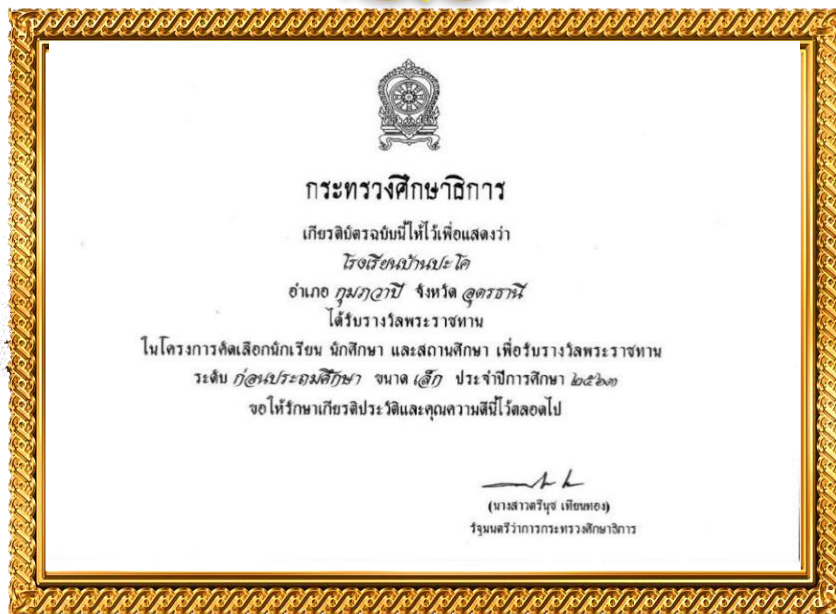 กระทรวงศึกษาธิการ
เกียรติบัตรฉบับนี้ให้ไว้เพื่อแสดงว่า
โรงเรียนบ้านปะโค
อำเภอ กุมภวาปี จังหวัด อุดรธานี
ได้รับรางวัลพระราชทาน
ในโครงการคัดเลือกนักเรียน นักศึกษา และสถานศึกษา เพื่อรับรางวัลพระราชทาน
ระดับ ก่อนประถมศึกษา ขนาด เล็ก ประจำปีการศึกษา ๒๕๖๓
ขอให้รักษาเกียรติประวัติและคุณความดีนี้ไว้ตลอดไป
(นางสาวตรีนุช เทียนทอง)
รัฐมนตรีว่าการกระทรวงศึกษาธิการ